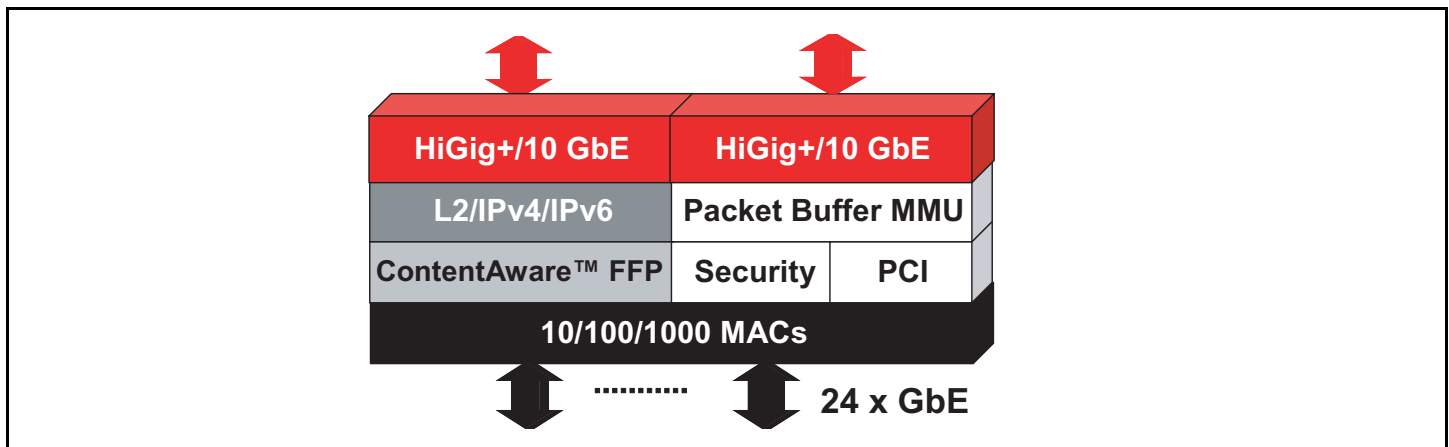 HiGig+/10 GbE HiGig+/10 GbE
L2/IPv4/IPv6 Packet Buffer MMU
ContentAware™ FFP Security PCI
10/100/1000 MACs
24 x GbE